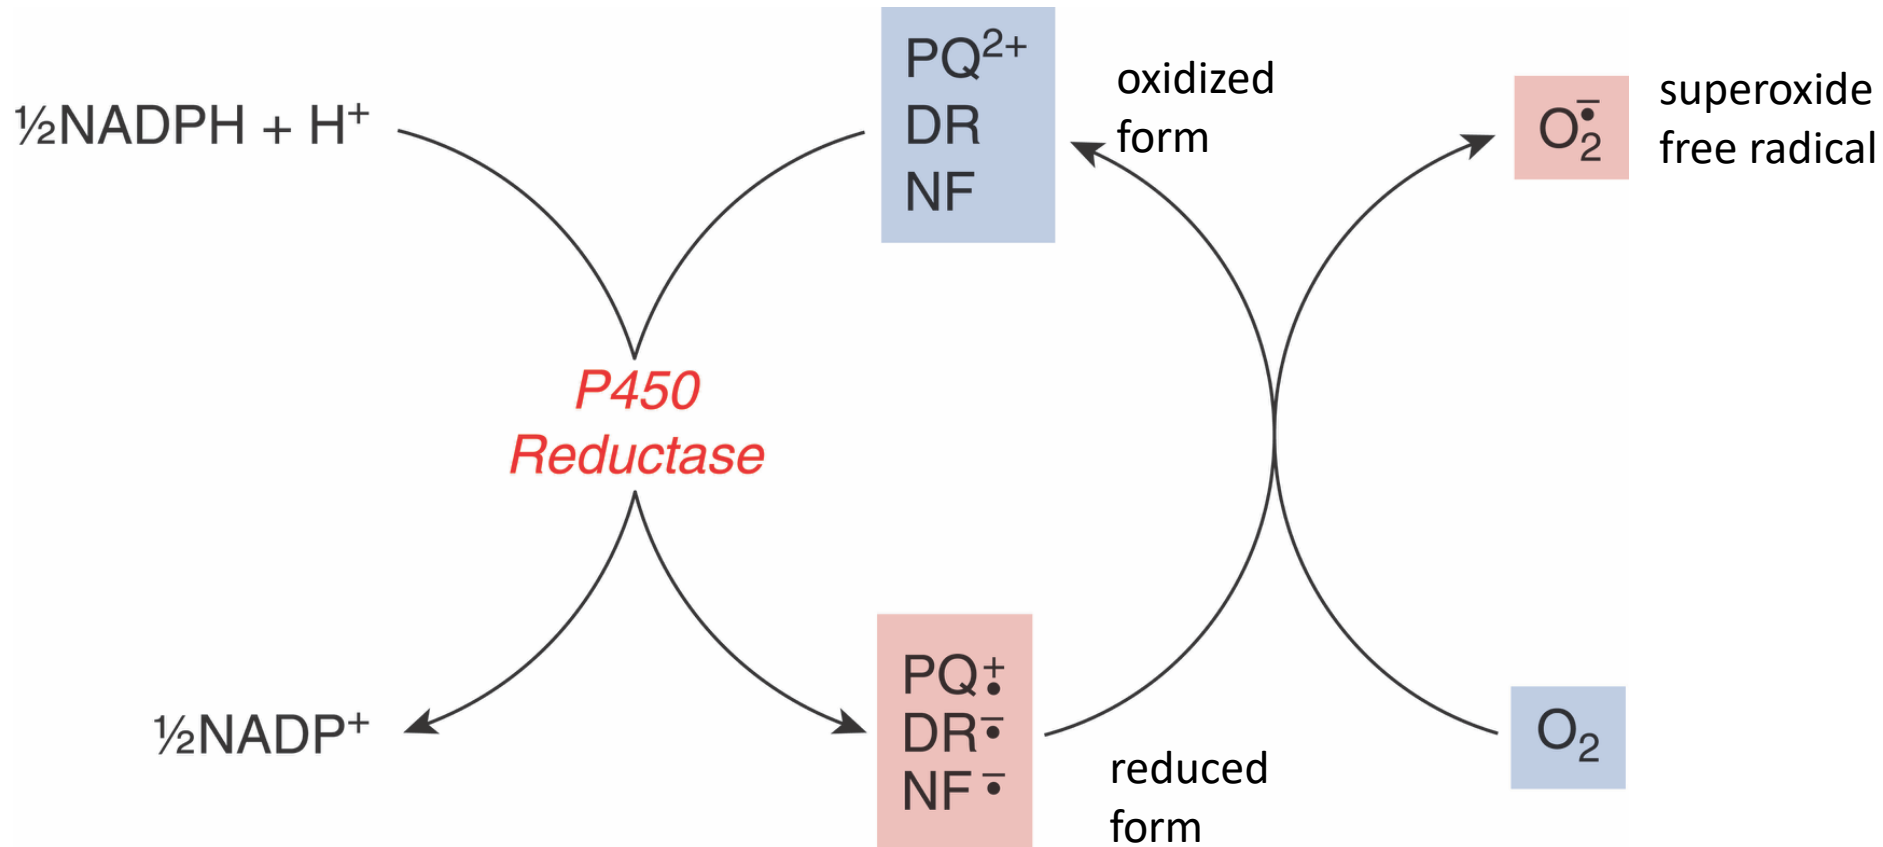 ½NADPH + H⁺
PQ²⁺
DR
NF
oxidized
form
O₂•⁻
superoxide
free radical
P450
Reductase
½NADP⁺
PQ•⁺
DR•⁻
NF•⁻
reduced
form
O₂